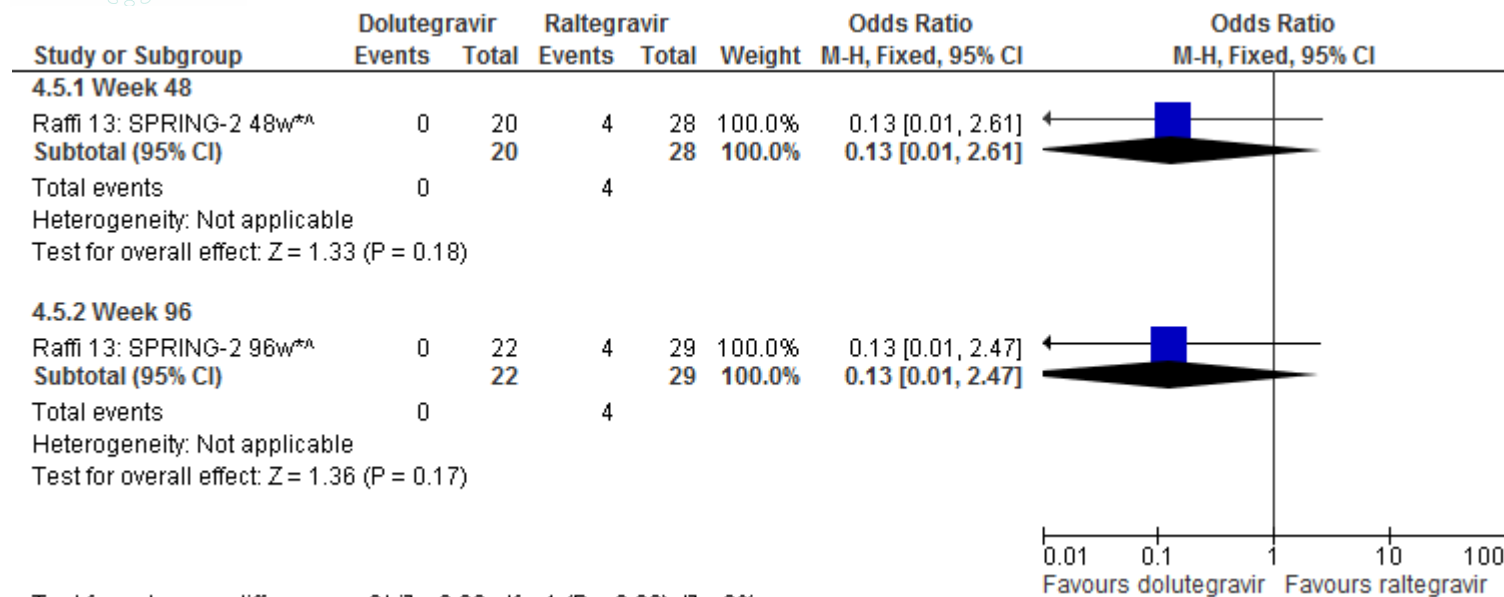 Dolutegravir Raltegravir Odds Ratio Odds Ratio
Study or Subgroup Events Total Events Total Weight M-H, Fixed, 95% CI M-H, Fixed, 95% CI
4.5.1 Week 48
Raffi 13: SPRING-2 48w*^ 0 20 4 28 100.0% 0.13 [0.01, 2.61]
Subtotal (95% CI) 20 28 100.0% 0.13 [0.01, 2.61]
Total events 0 4
Heterogeneity: Not applicable
Test for overall effect: Z = 1.33 (P = 0.18)
4.5.2 Week 96
Raffi 13: SPRING-2 96w*^ 0 22 4 29 100.0% 0.13 [0.01, 2.47]
Subtotal (95% CI) 22 29 100.0% 0.13 [0.01, 2.47]
Total events 0 4
Heterogeneity: Not applicable
Test for overall effect: Z = 1.36 (P = 0.17)
0.01 0.1 1 10 100
Favours dolutegravir Favours raltegravir